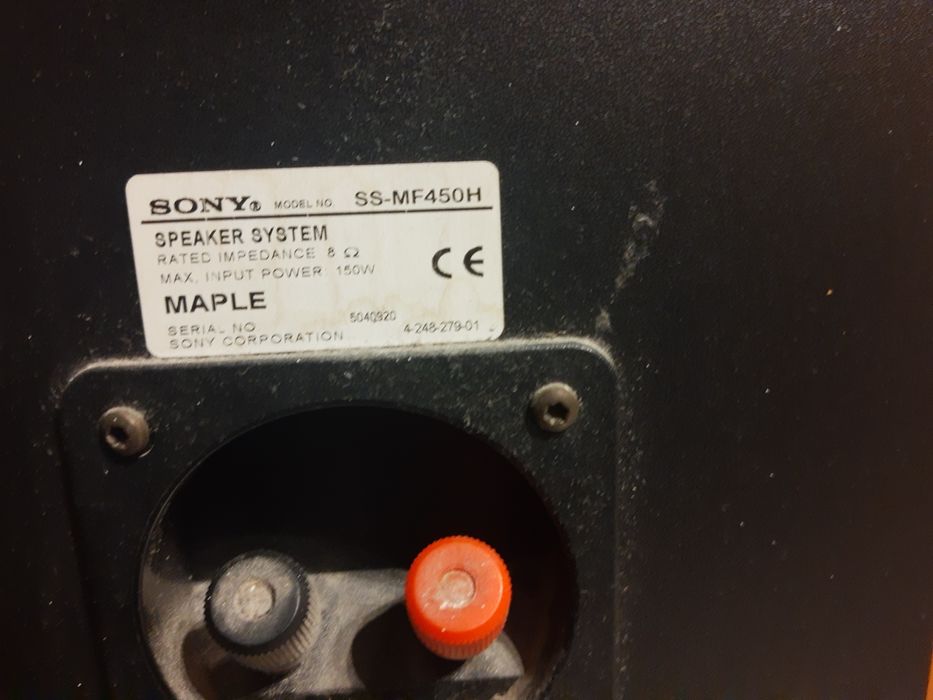 SONY® MODEL NO. SS-MF450H
SPEAKER SYSTEM
RATED IMPEDANCE 8 Ω
MAX. INPUT POWER 150W
CE
MAPLE
SERIAL NO 5040920
SONY CORPORATION 4-248-279-01